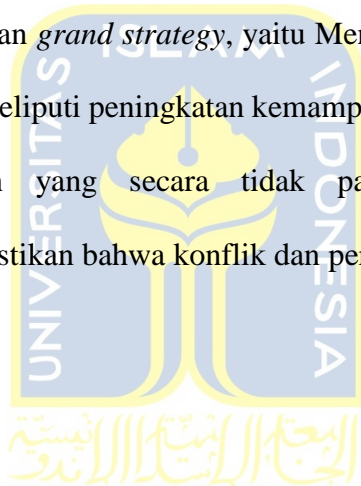 an grand strategy, yaitu Mer
eliputi peningkatan kemamp
yang secara tidak pa
stikan bahwa konflik dan per
UNIVERSITAS
ISLAM
INDONESIA